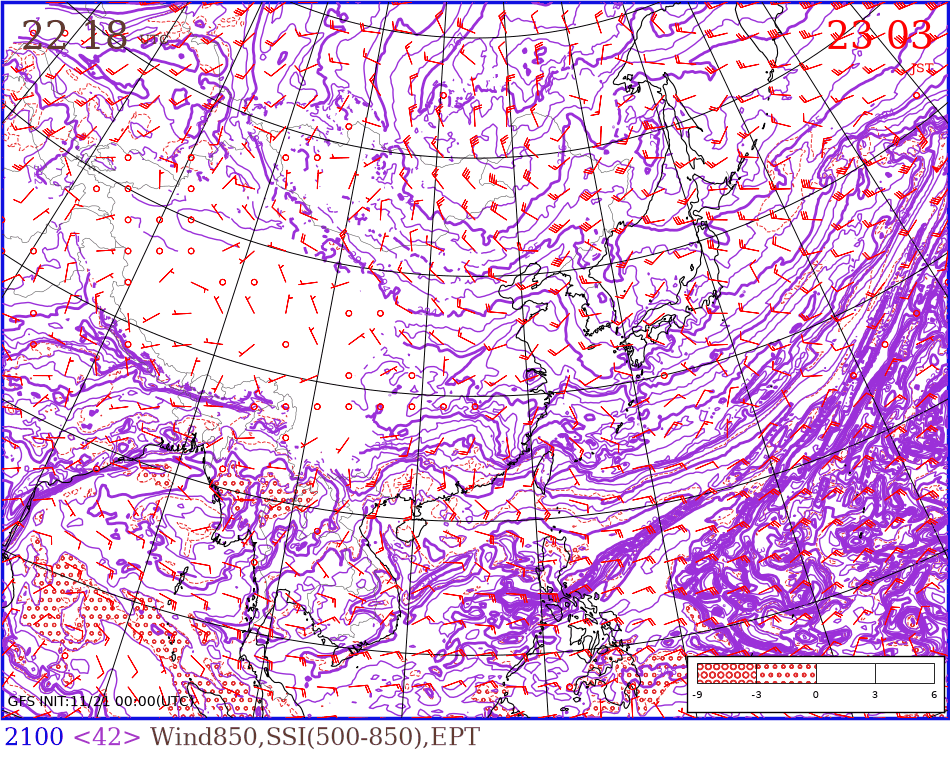 22 18 UTC 23 03
JST
GFS INIT:11/21 00:00(UTC)
-9 -3 0 3 6
2100 <42> Wind850,SSI(500-850),EPT